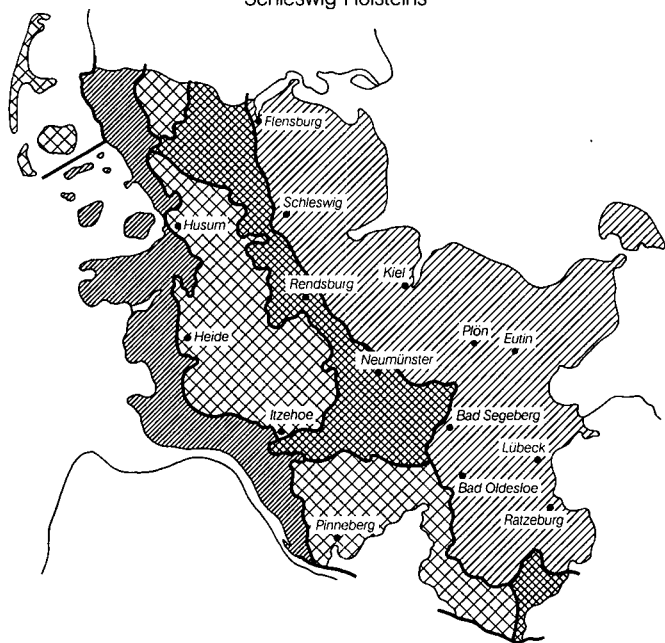 Schleswig-Holsteins
Flensburg
Schleswig
Husum
Kiel
Rendsburg
Plön
Eutin
Heide
Neumünster
Bad Segeberg
Itzehoe
Lübeck
Bad Oldesloe
Ratzeburg
Pinneberg